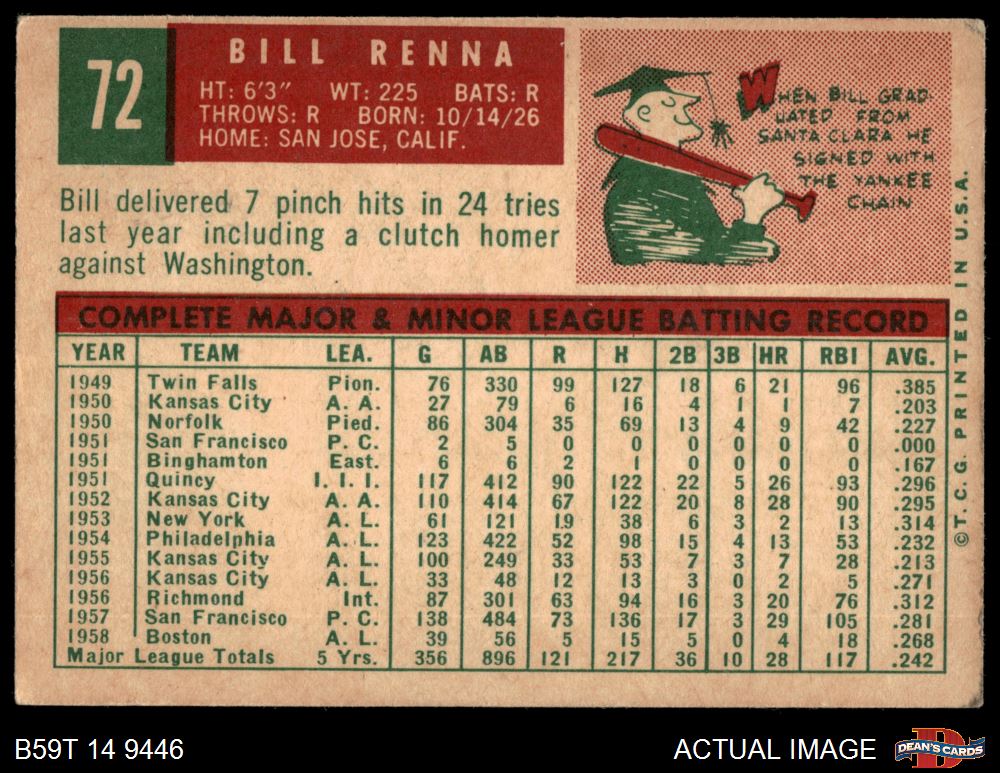 72
BILL RENNA
HT: 6'3" WT: 225 BATS: R
THROWS: R BORN: 10/14/26
HOME: SAN JOSE, CALIF.
WHEN BILL GRAD-
UATED FROM
SANTA CLARA HE
SIGNED WITH
THE YANKEE
CHAIN
Bill delivered 7 pinch hits in 24 tries
last year including a clutch homer
against Washington.
COMPLETE MAJOR & MINOR LEAGUE BATTING RECORD
YEAR TEAM LEA. G AB R H 2B 3B HR RBI AVG.
1949 Twin Falls Pion. 76 330 99 127 18 6 21 96 .385
1950 Kansas City A. A. 27 79 6 16 4 1 1 7 .203
1950 Norfolk Pied. 86 304 35 69 13 4 9 42 .227
1951 San Francisco P. C. 2 5 0 0 0 0 0 0 .000
1951 Binghamton East. 6 6 2 1 0 0 0 0 .167
1951 Quincy I. I. I. 117 412 90 122 22 5 26 93 .296
1952 Kansas City A. A. 110 414 67 122 20 8 28 90 .295
1953 New York A. L. 61 121 19 38 6 3 2 13 .314
1954 Philadelphia A. L. 123 422 52 98 15 4 13 53 .232
1955 Kansas City A. L. 100 249 33 53 7 3 7 28 .213
1956 Kansas City A. L. 33 48 12 13 3 0 2 5 .271
1956 Richmond Int. 87 301 63 94 16 3 20 76 .312
1957 San Francisco P. C. 138 484 73 136 17 3 29 105 .281
1958 Boston A. L. 39 56 5 15 5 0 4 18 .268
Major League Totals 5 Yrs. 356 896 121 217 36 10 28 117 .242
©T. C. G. PRINTED IN U.S.A.
B59T 14 9446
ACTUAL IMAGE
DEAN'S CARDS